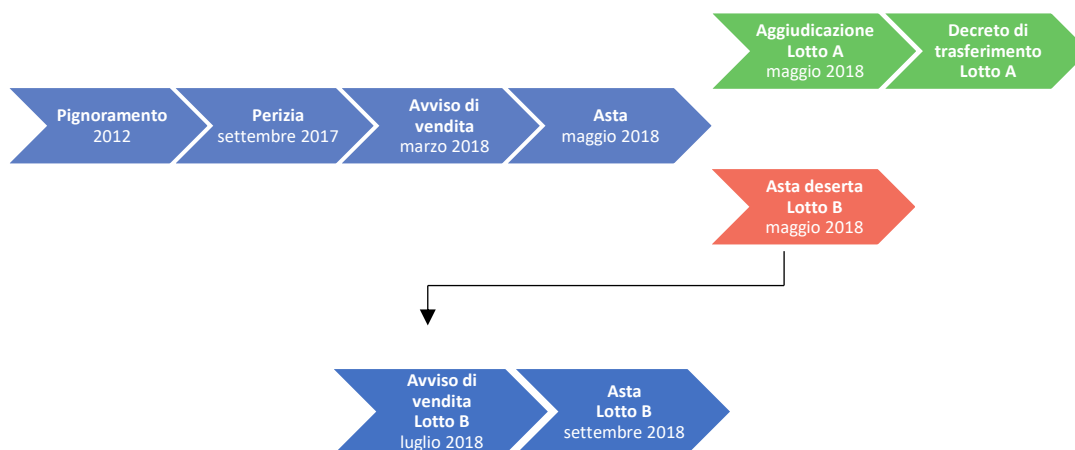 Pignoramento
2012
Perizia
settembre 2017
Avviso di
vendita
marzo 2018
Asta
maggio 2018
Aggiudicazione
Lotto A
maggio 2018
Decreto di
trasferimento
Lotto A
Asta deserta
Lotto B
maggio 2018
Avviso di
vendita
Lotto B
luglio 2018
Asta
Lotto B
settembre 2018